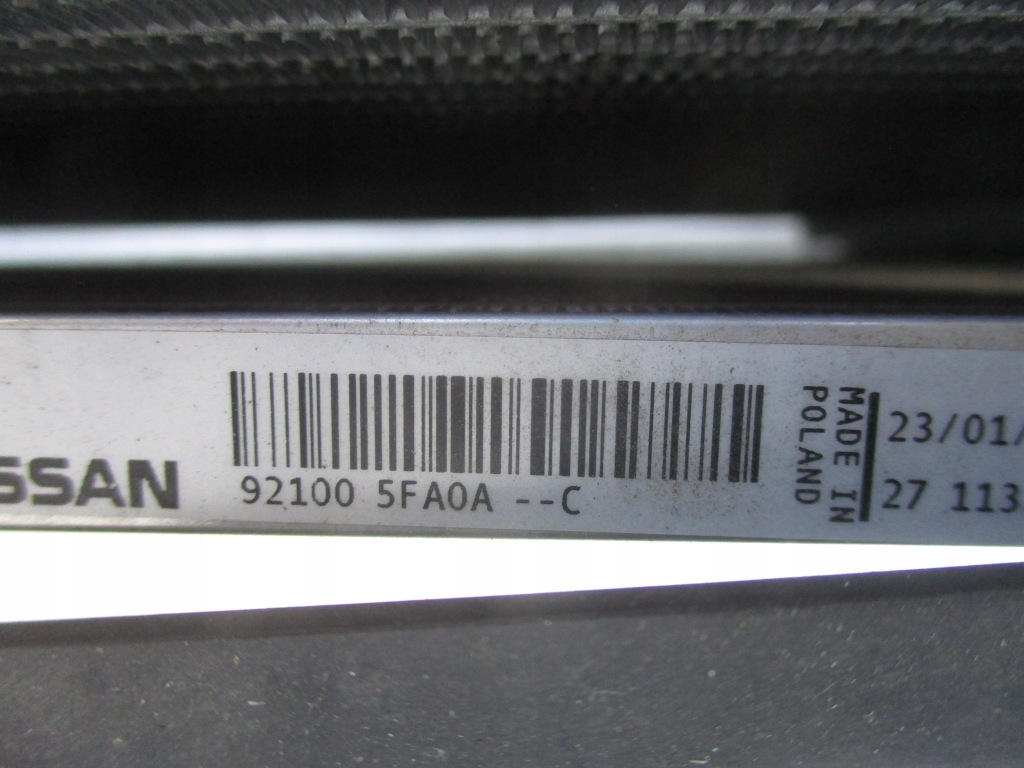 SSAN
92100 5FA0A --C
MADE IN
POLAND
23/01/
27 113